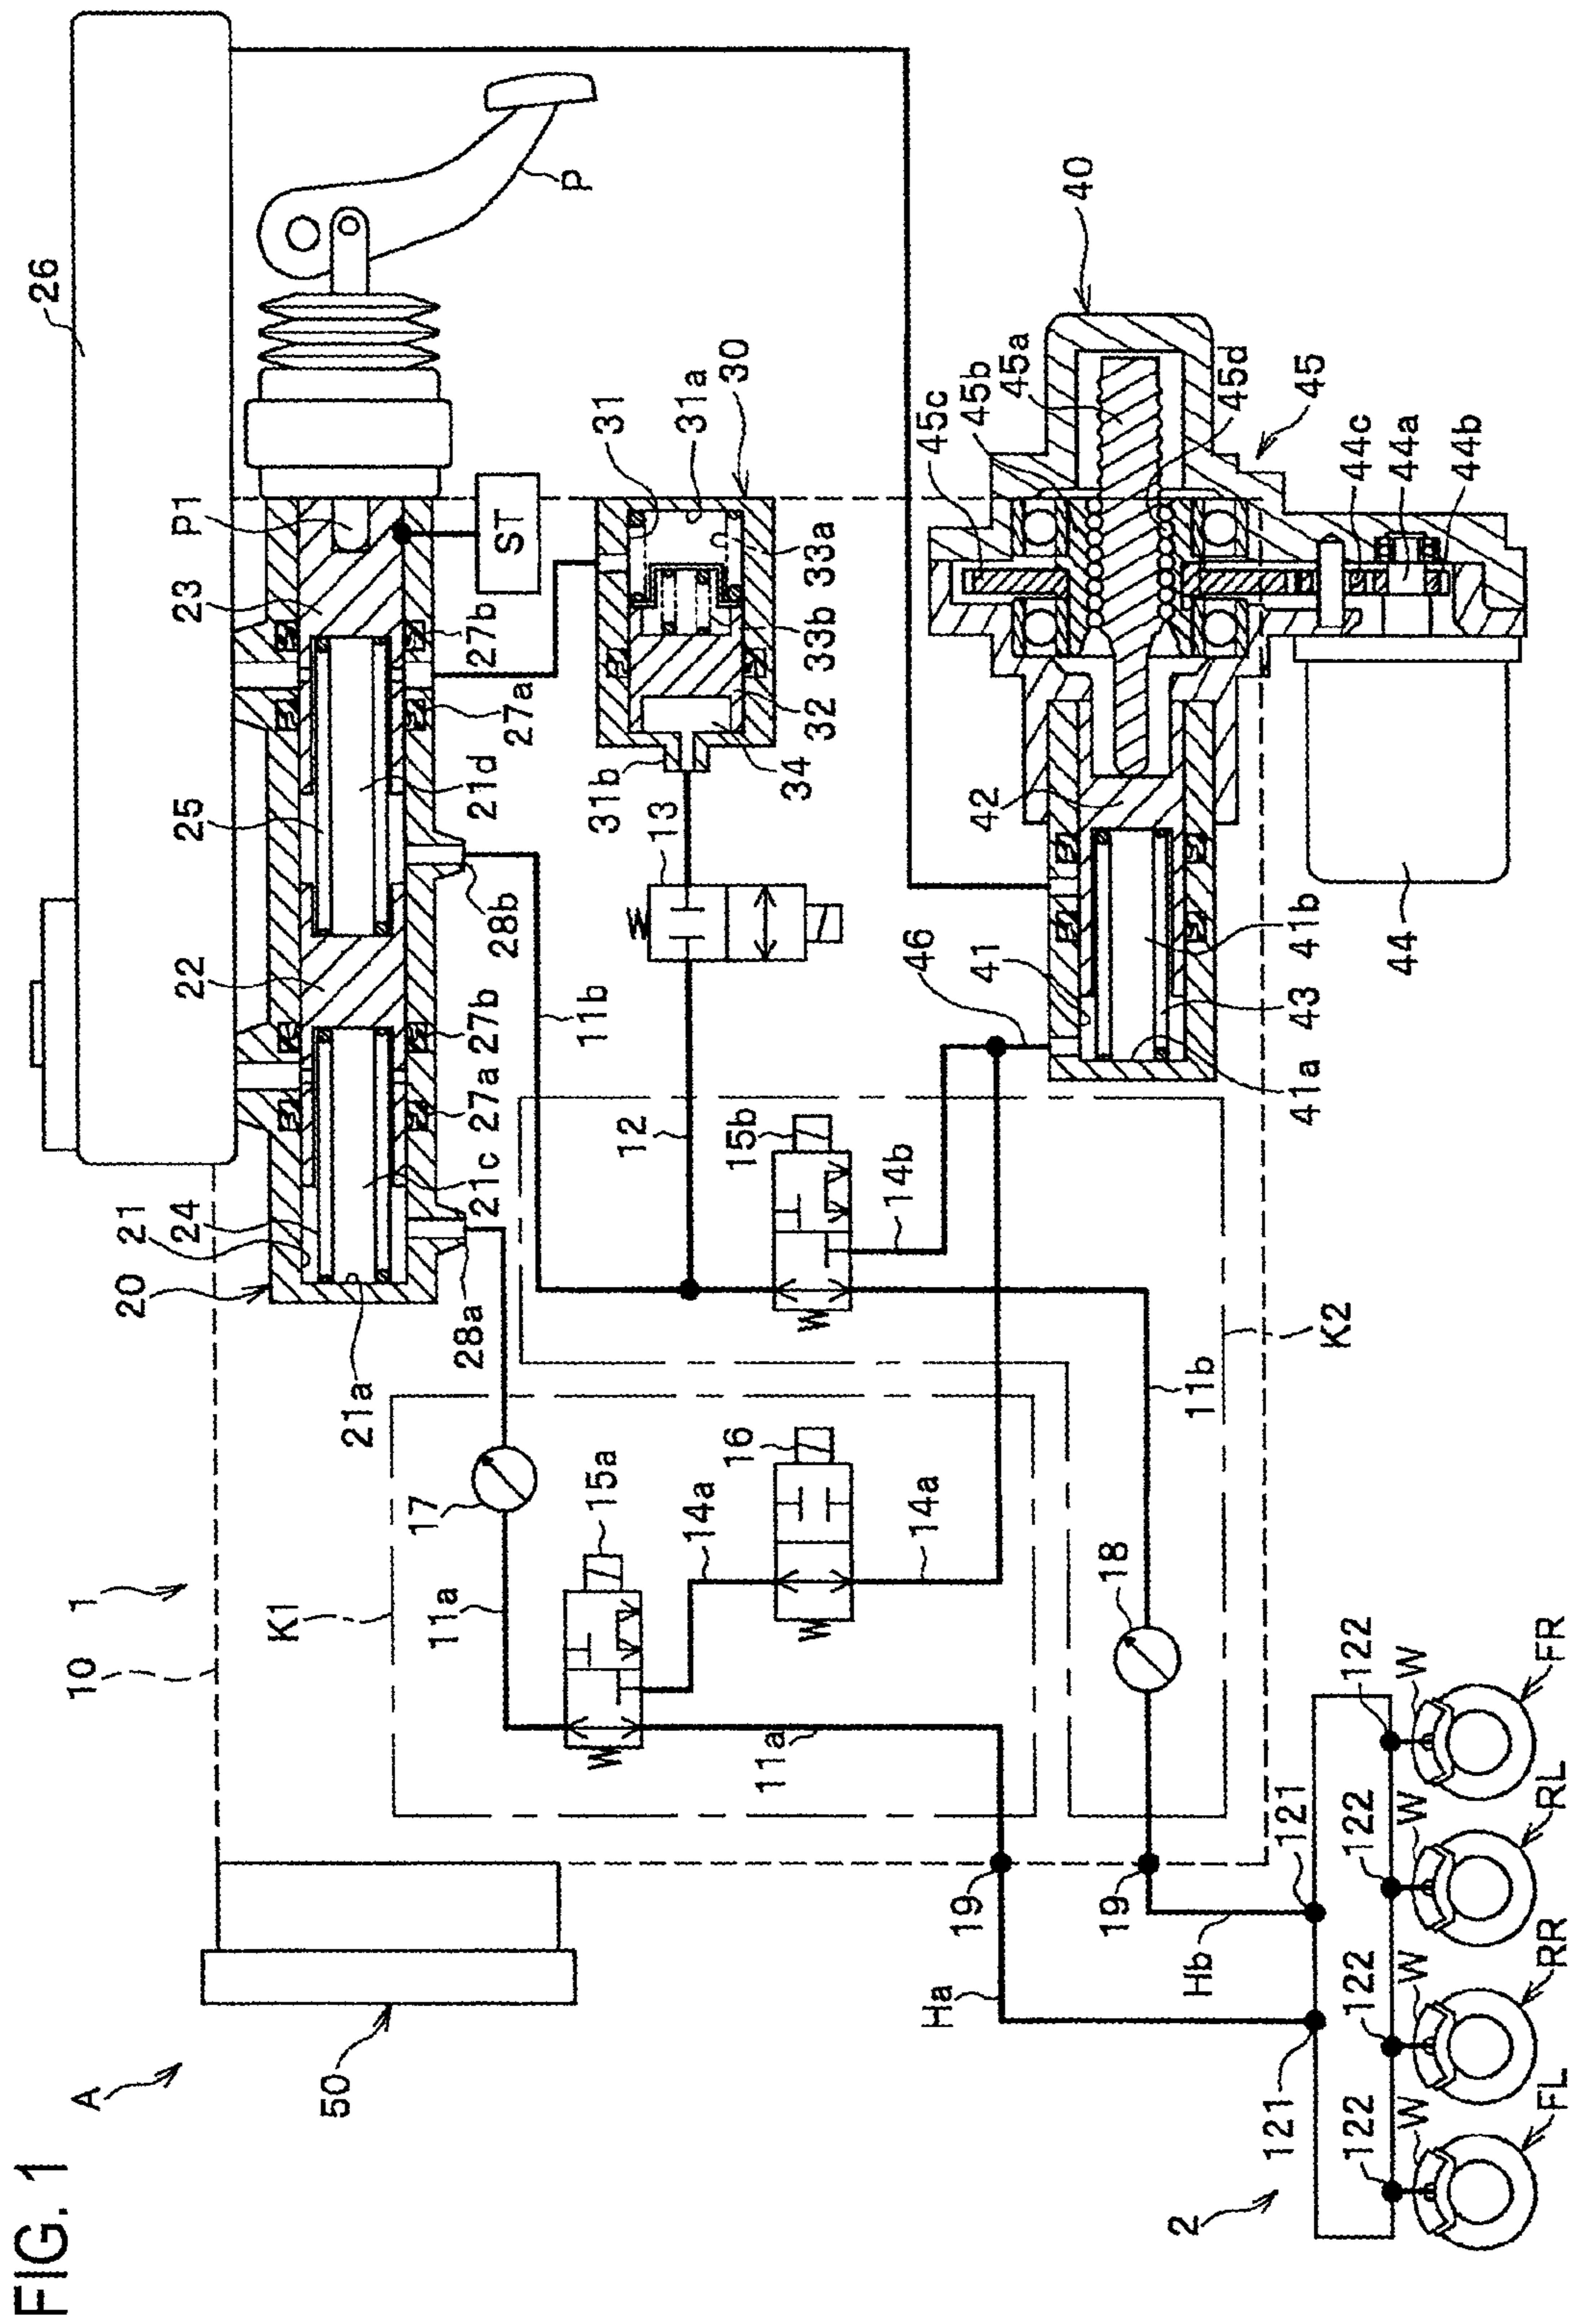 FIG. 1
A
1
10
50
26
20
21
24
22
25
23
P1
P
21a
28a
21c
27a
27b
28b
21d
27a
27b
ST
K1
17
11a
15a
14a
16
14a
11a
11b
12
13
31b
34
32
33b
33a
31
31a
30
15b
14b
46
41
42
45c
45b
45a
45d
40
45
44c
44a
44b
44
41b
43
41a
K2
11b
18
19
19
Ha
Hb
121
121
2
122
W
FL
122
W
RR
122
W
RL
122
W
FR